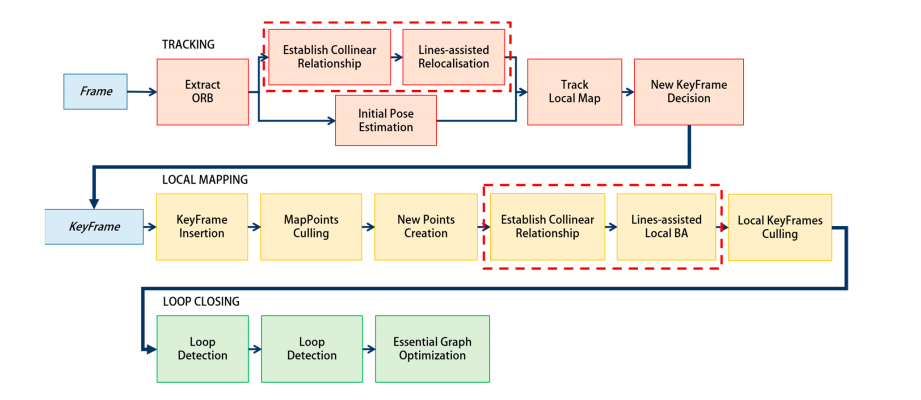 TRACKING
Establish Collinear
Relationship
Lines-assisted
Relocalisation
Frame
Extract
ORB
Initial Pose
Estimation
Track
Local Map
New KeyFrame
Decision
LOCAL MAPPING
KeyFrame
KeyFrame
Insertion
MapPoints
Culling
New Points
Creation
Establish Collinear
Relationship
Lines-assisted
Local BA
Local KeyFrames
Culling
LOOP CLOSING
Loop
Detection
Loop
Detection
Essential Graph
Optimization